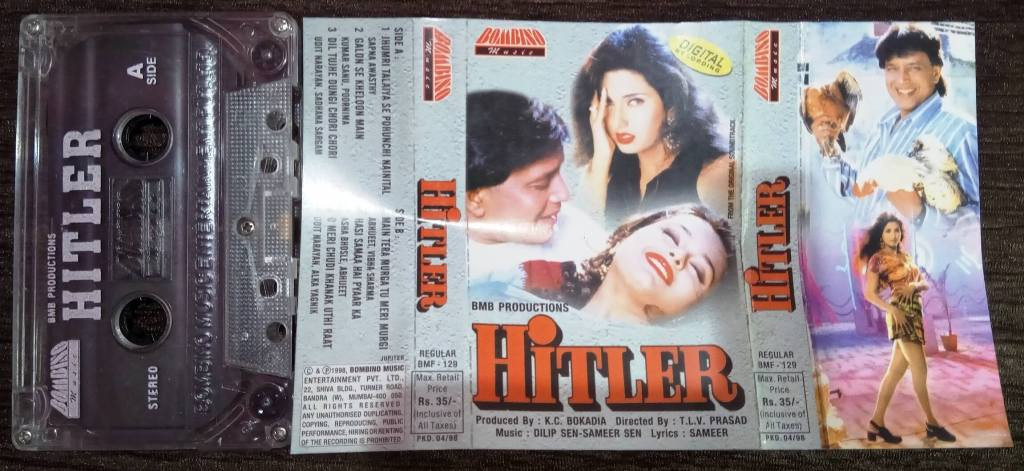 A
SIDE
BMB PRODUCTIONS
HITLER
BOMBINO
Music
STEREO
SIDE A :
1 JHUMRI TALAIYA SE POHUNCHI NAINITAL
SAPNA AWASTHY
2 GALON SE KHELOON MAIN
KUMAR SANU, POORNIMA
3 DIL TUJHE DUNGI CHORI CHORI
UDIT NARAYAN, SADHANA SARGAM
SIDE B :
MAIN TERA MURGA TU MERI MURGI
ABHIJEET, VIBHA SHARMA
HASI SANAM HAI PYAAR KA
ASHA BHOSLE, ABHIJEET
MERI CHUDI KHANAK UTHI RAAT
UDIT NARAYAN, ALKA YAGNIK
JUPITER
© & ℗ 1998, BOMBINO MUSIC
ENTERTAINMENT PVT. LTD.,
22, SHIVA BLDG., TURNER ROAD,
BANDRA (W), MUMBAI-400 050.
ALL RIGHTS RESERVED.
ANY UNAUTHORISED DUPLICATING,
COPYING, REPRODUCING, PUBLIC
PERFORMANCE, HIRING OR RENTING
OF THE RECORDING IS PROHIBITED.
BOMBINO
Music
HiTLER
REGULAR
BMF - 129
Max. Retail
Price
Rs. 35/-
(inclusive of
All Taxes)
PKD. 04/98
BOMBINO
Music
DIGITAL
RECORDING
FROM THE ORIGINAL SOUNDTRACK
BMB PRODUCTIONS
HiTLER
Produced By : K.C. BOKADIA Directed By : T.L.V. PRASAD
Music : DILIP SEN-SAMEER SEN Lyrics : SAMEER
BOMBINO
Music
HiTLER
REGULAR
BMF - 129
Max. Retail
Price
Rs. 35/-
(Inclusive of
All Taxes)
PKD. 04/98